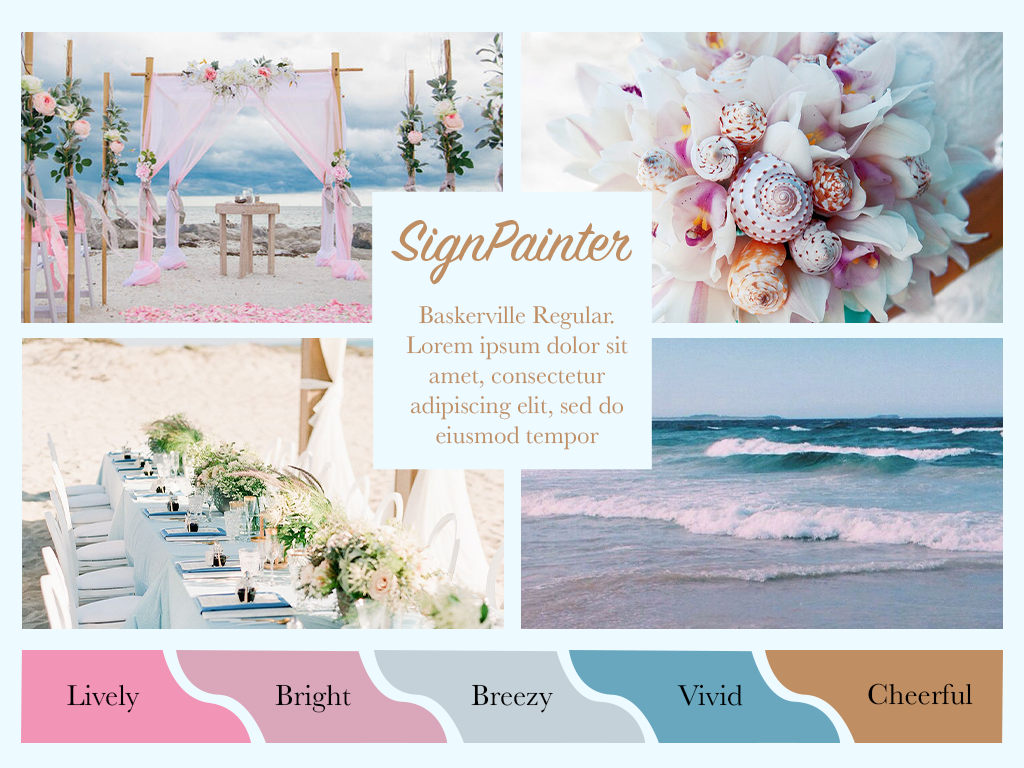 SignPainter
Baskerville Regular.
Lorem ipsum dolor sit
amet, consectetur
adipiscing elit, sed do
eiusmod tempor
Lively
Bright
Breezy
Vivid
Cheerful